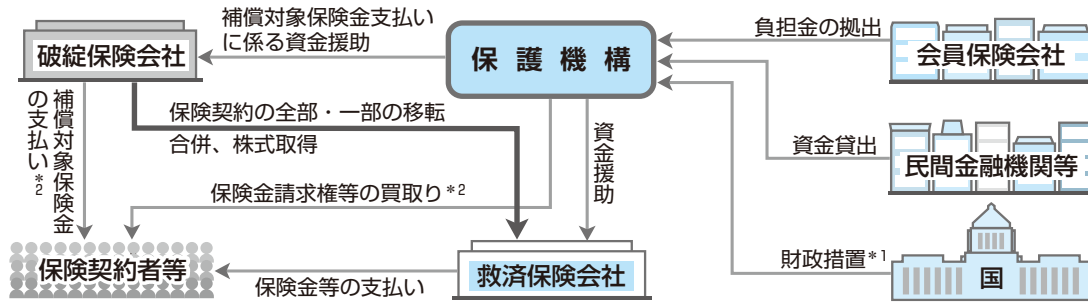 補償対象保険金支払い
に係る資金援助
負担金の拠出
破綻保険会社
保護機構
会員保険会社
補償対象保険金
の支払い*2
保険契約の全部・一部の移転
合併、株式取得
資金援助
資金貸出
民間金融機関等
保険金請求権等の買取り*2
保険契約者等
保険金等の支払い
救済保険会社
財政措置*1
国